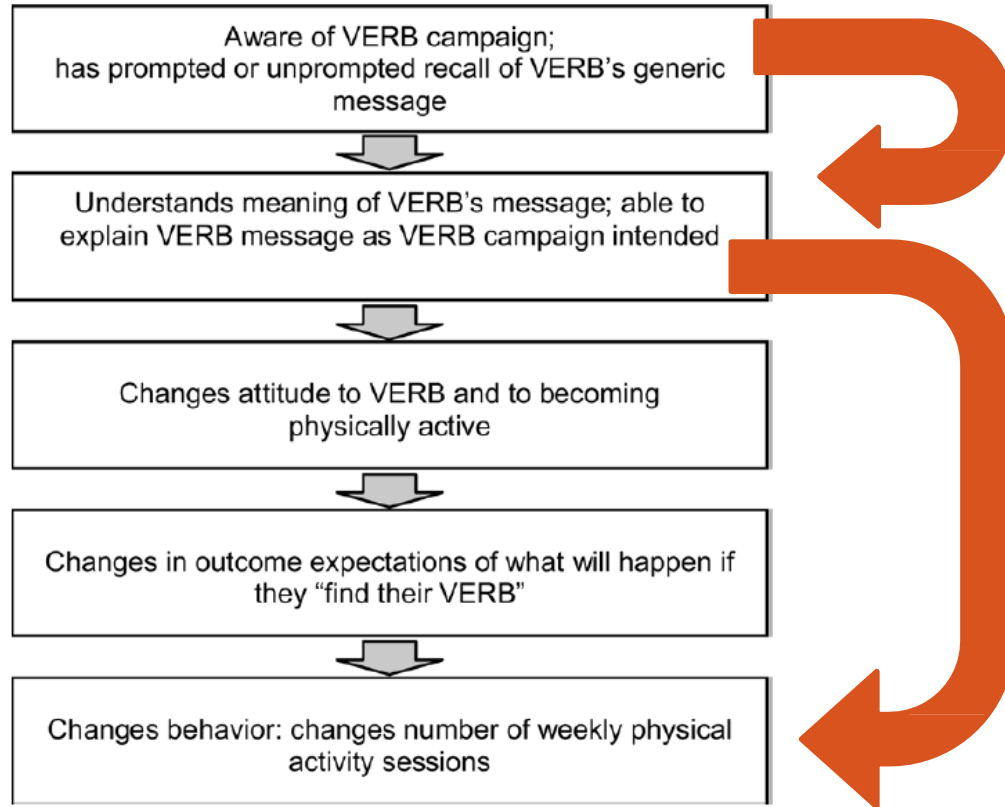 Aware of VERB campaign;
has prompted or unprompted recall of VERB's generic
message
Understands meaning of VERB's message; able to
explain VERB message as VERB campaign intended
Changes attitude to VERB and to becoming
physically active
Changes in outcome expectations of what will happen if
they “find their VERB”
Changes behavior: changes number of weekly physical
activity sessions